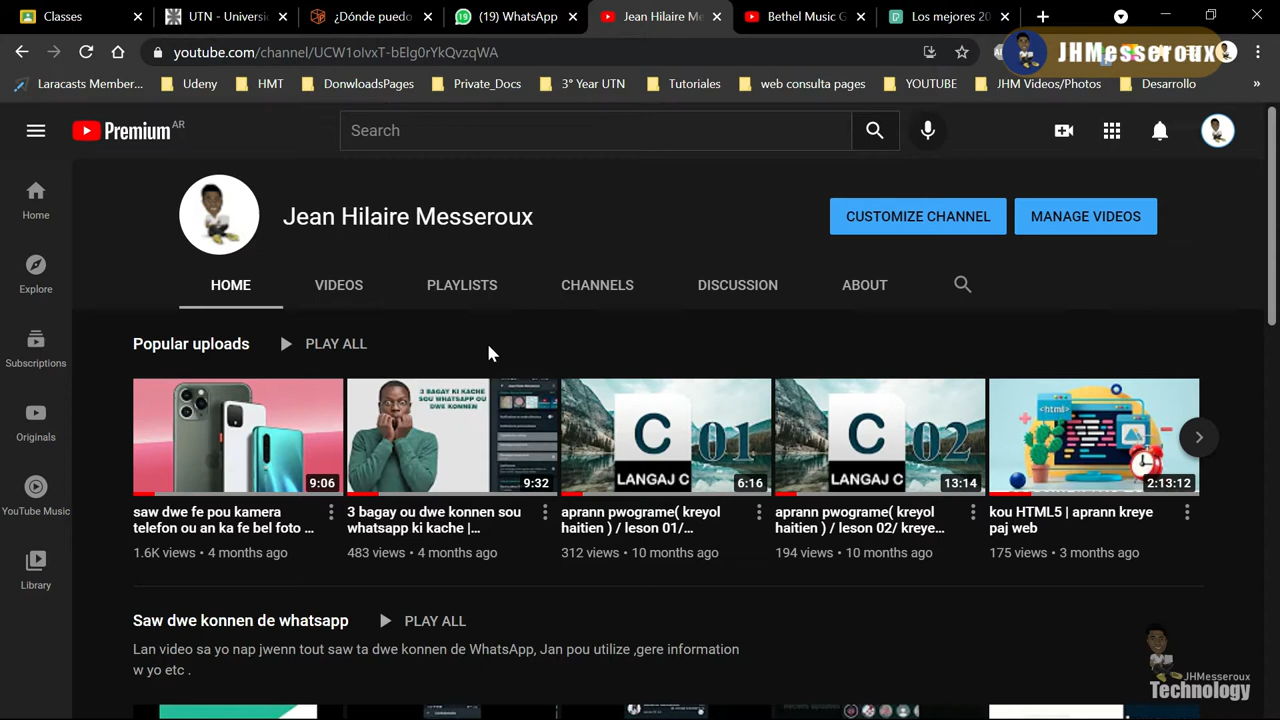 Classes
UTN - Universi
¿Dónde puedo
(19) WhatsApp
Jean Hilaire Me
Bethel Music G
Los mejores 20
youtube.com/channel/UCW1oIvxT-bEIg0rYkQvzqWA
JHMesseroux
Laracasts Member...
Udeny
HMT
DownloadsPages
Private_Docs
3° Year UTN
Tutoriales
web consulta pages
YOUTUBE
JHM Videos/Photos
Desarrollo
»
Premium AR
Search
Home
Explore
Subscriptions
Originals
YouTube Music
Library
Jean Hilaire Messeroux
CUSTOMIZE CHANNEL
MANAGE VIDEOS
HOME
VIDEOS
PLAYLISTS
CHANNELS
DISCUSSION
ABOUT
Popular uploads
PLAY ALL
9:06
3 BAGAY KI KACHE
SOU WHATSAPP OU
DWE KONNEN
9:32
C 01
LANGAJ C
6:16
C 02
LANGAJ C
13:14
<html>
2:13:12
saw dwe fe pou kamera
telefon ou an ka fe bel foto ...
1.6K views • 4 months ago
3 bagay ou dwe konnen sou
whatsapp ki kache |...
483 views • 4 months ago
aprann pwograme( kreyol
haitien ) / leson 01/...
312 views • 10 months ago
aprann pwograme( kreyol
haitien ) / leson 02/ kreye...
194 views • 10 months ago
kou HTML5 | aprann kreye
paj web
175 views • 3 months ago
Saw dwe konnen de whatsapp
PLAY ALL
Lan video sa yo nap jwenn tout saw ta dwe konnen de WhatsApp, Jan pou utilize ,gere information
w yo etc .
JHMesseroux
Technology